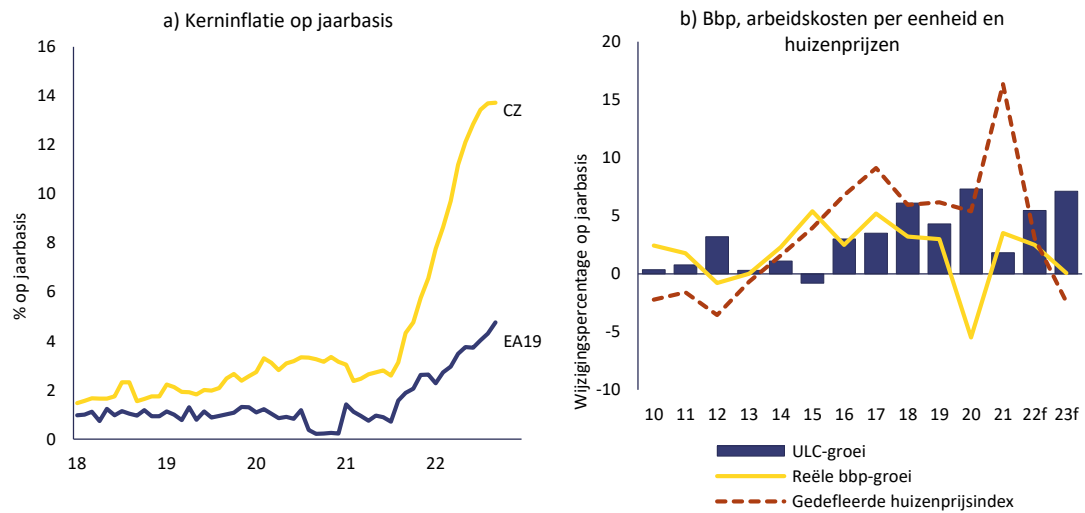 a) Kerninflatie op jaarbasis
% op jaarbasis
16
14
12
10
8
6
4
2
0
18
19
20
21
22
CZ
EA19
b) Bbp, arbeidskosten per eenheid en
huizenprijzen
Wijzigingspercentage op jaarbasis
20
15
10
5
0
-5
-10
10
11
12
13
14
15
16
17
18
19
20
21
22f
23f
ULC-groei
Reële bbp-groei
Gedefleerde huizenprijsindex